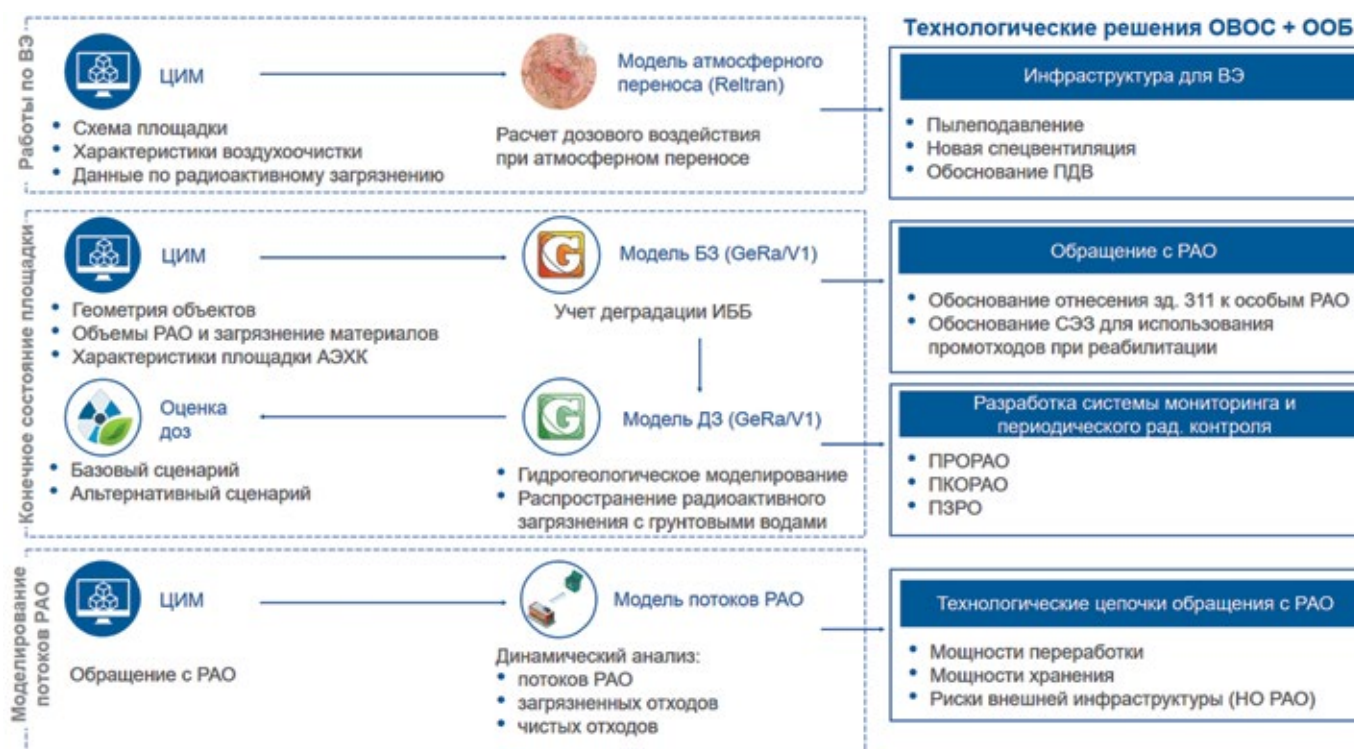 Технологические решения ОВОС + ООБ
Работы по ВЭ
ЦИМ
Схема площадки
Характеристики воздухоочистки
Данные по радиоактивному загрязнению
Модель атмосферного
переноса (Reltran)
Расчет дозового воздействия
при атмосферном переносе
Инфраструктура для ВЭ
Пылеподавление
Новая спецвентиляция
Обоснование ПДВ
Конечное состояние площадки
ЦИМ
Геометрия объектов
Объемы РАО и загрязнение материалов
Характеристики площадки АЭХК
Модель БЗ (GeRa/V1)
Учет деградации ИББ
Обращение с РАО
Обоснование отнесения зд. 311 к особым РАО
Обоснование СЭЗ для использования
промотходов при реабилитации
Оценка
доз
Базовый сценарий
Альтернативный сценарий
Модель ДЗ (GeRa/V1)
Гидрогеологическое моделирование
Распространение радиоактивного
загрязнения с грунтовыми водами
Разработка системы мониторинга и
периодического рад. контроля
ПРОРАО
ПКОРАО
ПЗРО
Моделирование
потоков РАО
ЦИМ
Обращение с РАО
Модель потоков РАО
Динамический анализ:
потоков РАО
загрязненных отходов
чистых отходов
Технологические цепочки обращения с РАО
Мощности переработки
Мощности хранения
Риски внешней инфраструктуры (НО РАО)